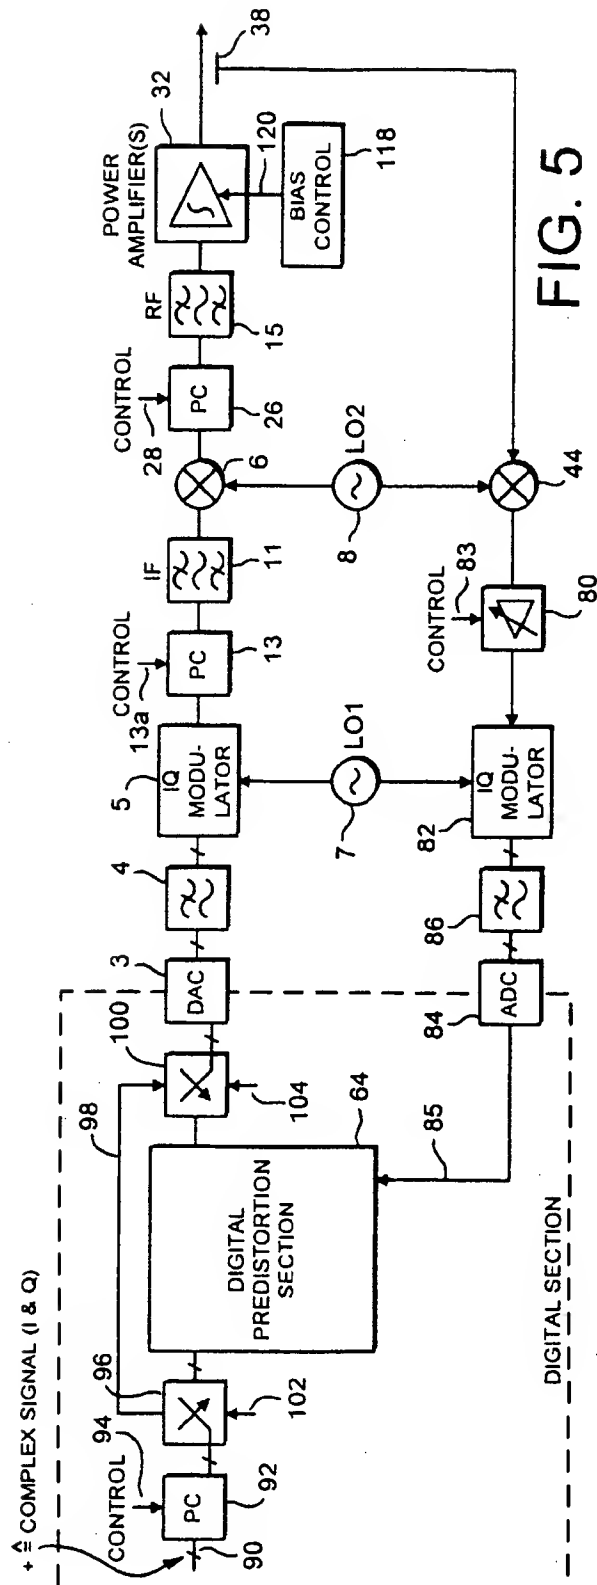 + ≙ COMPLEX SIGNAL (I & Q)
90
CONTROL
94
PC
92
96
102
98
DIGITAL
PREDISTORTION
SECTION
64
100
104
85
DIGITAL SECTION
3
DAC
ADC
84
4
86
5
IQ
MODU-
LATOR
LO1
7
IQ
MODU-
LATOR
82
CONTROL
13a
PC
13
IF
11
CONTROL
83
80
6
LO2
8
44
CONTROL
28
PC
26
RF
15
POWER
AMPLIFIER(S)
32
120
BIAS
CONTROL
118
38
FIG. 5